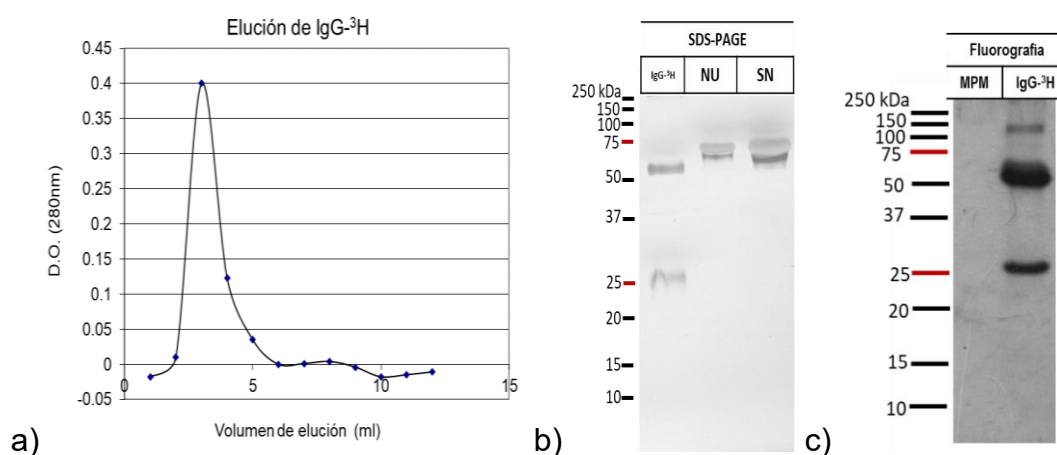 Elución de IgG-³H
0.45
0.4
0.35
0.3
0.25
0.2
0.15
0.1
0.05
0
-0.05
0 5 10 15
D.O. (280nm)
Volumen de elución (ml)
a)
SDS-PAGE
IgG-³H NU SN
250 kDa
150
100
75
50
37
25
20
15
10
b)
Fluorografia
MPM IgG-³H
250 kDa
150
100
75
50
37
25
20
15
10
c)